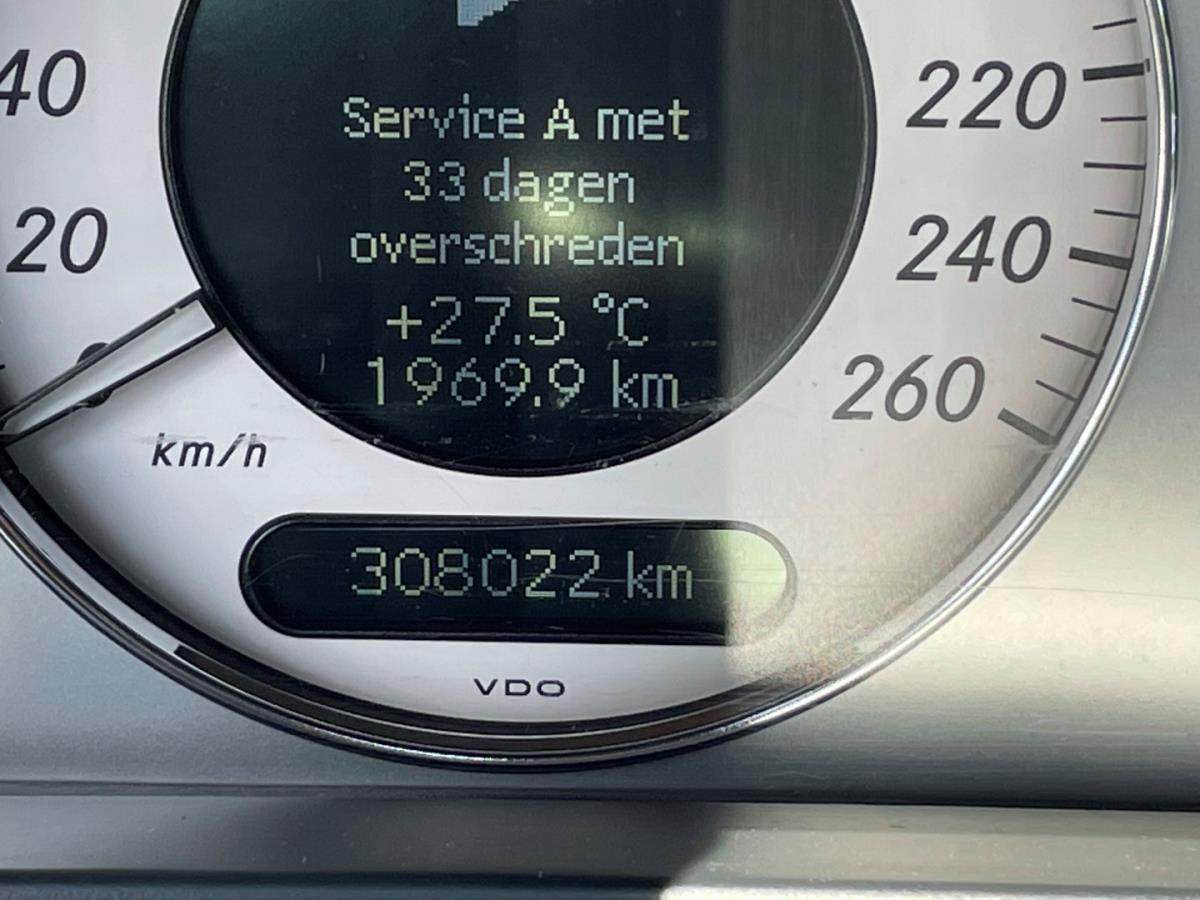 40
20
0
km/h
Service A met
33 dagen
overschreden
+27.5 °C
1969.9 km
220
240
260
308022 km
VDO